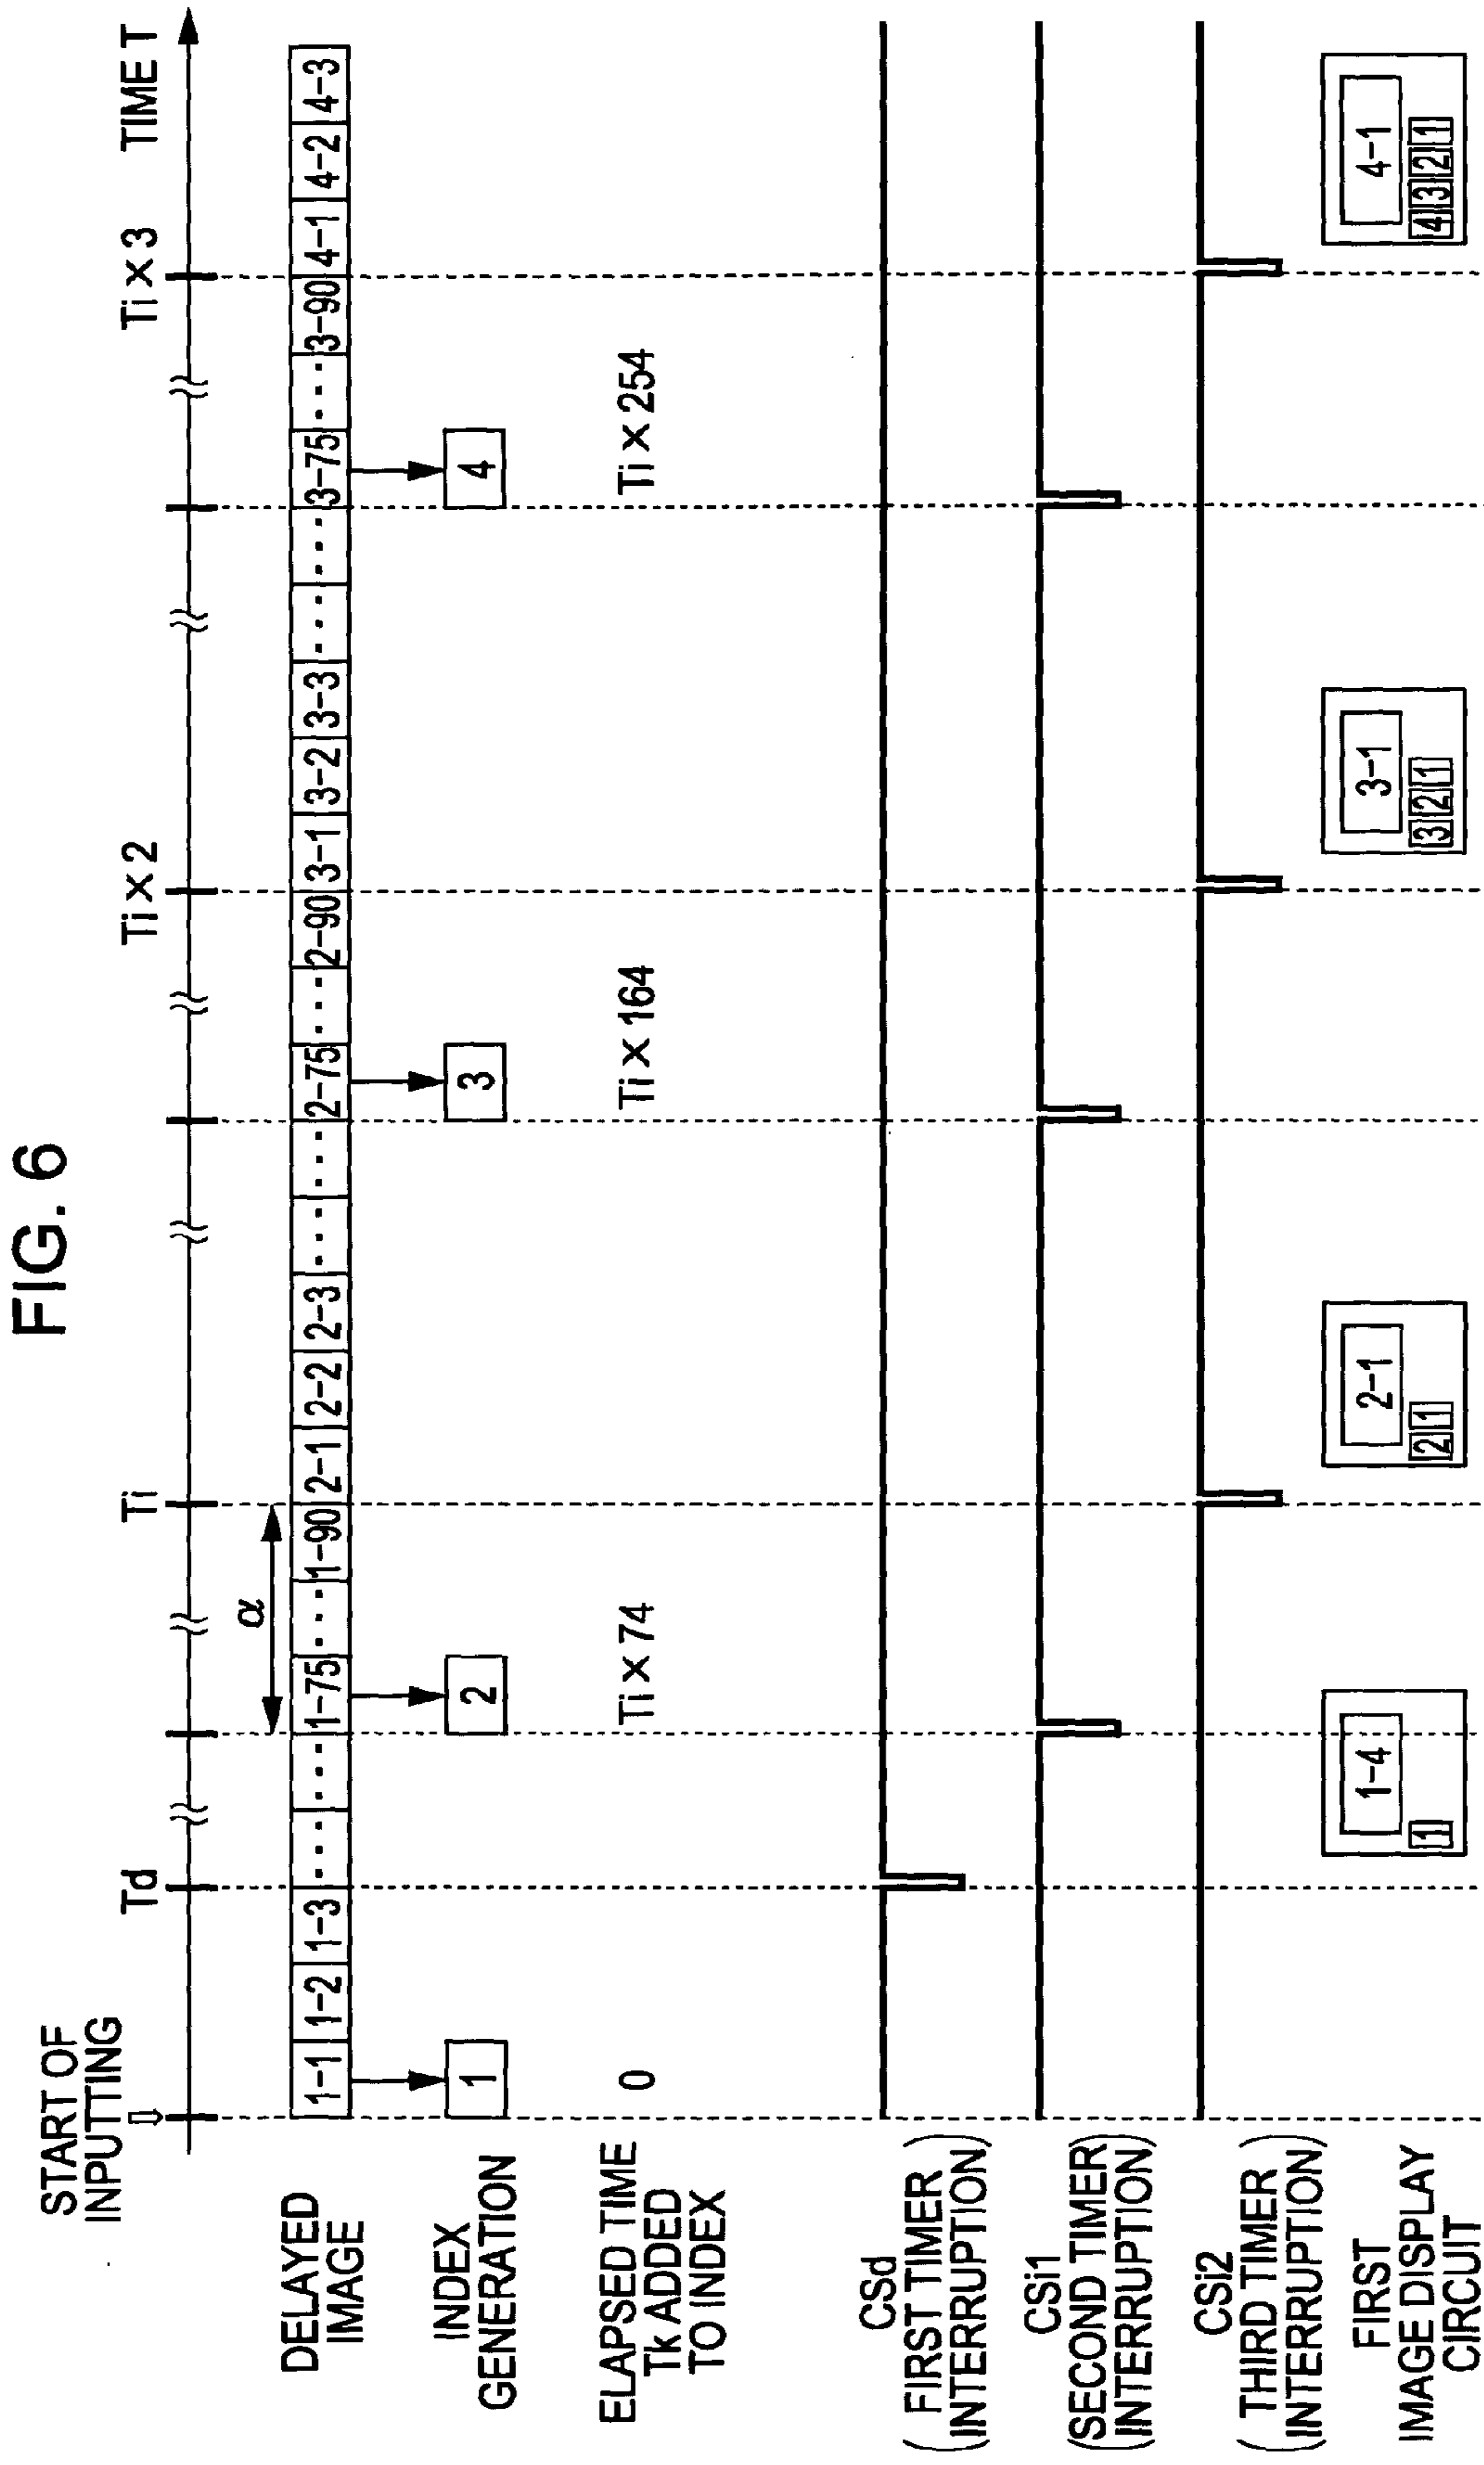 FIG. 6
START OF
INPUTTING
Td
Ti
Ti × 2
Ti × 3
TIME T
α
DELAYED
IMAGE
1-1 1-2 1-3 ... ... 1-75 ... 1-90 2-1 2-2 2-3 ... ... 2-75 ... 2-90 3-1 3-2 3-3 ... ... 3-75 ... 3-90 4-1 4-2 4-3
INDEX
GENERATION
1
2
3
4
ELAPSED TIME
Tk ADDED
TO INDEX
0
Ti × 74
Ti × 164
Ti × 254
CSd
( FIRST TIMER
INTERRUPTION )
CSi1
(SECOND TIMER
INTERRUPTION)
CSi2
( THIRD TIMER
INTERRUPTION )
FIRST
IMAGE DISPLAY
CIRCUIT
1-4
1
2-1
2 1
3-1
3 2 1
4-1
4 3 2 1